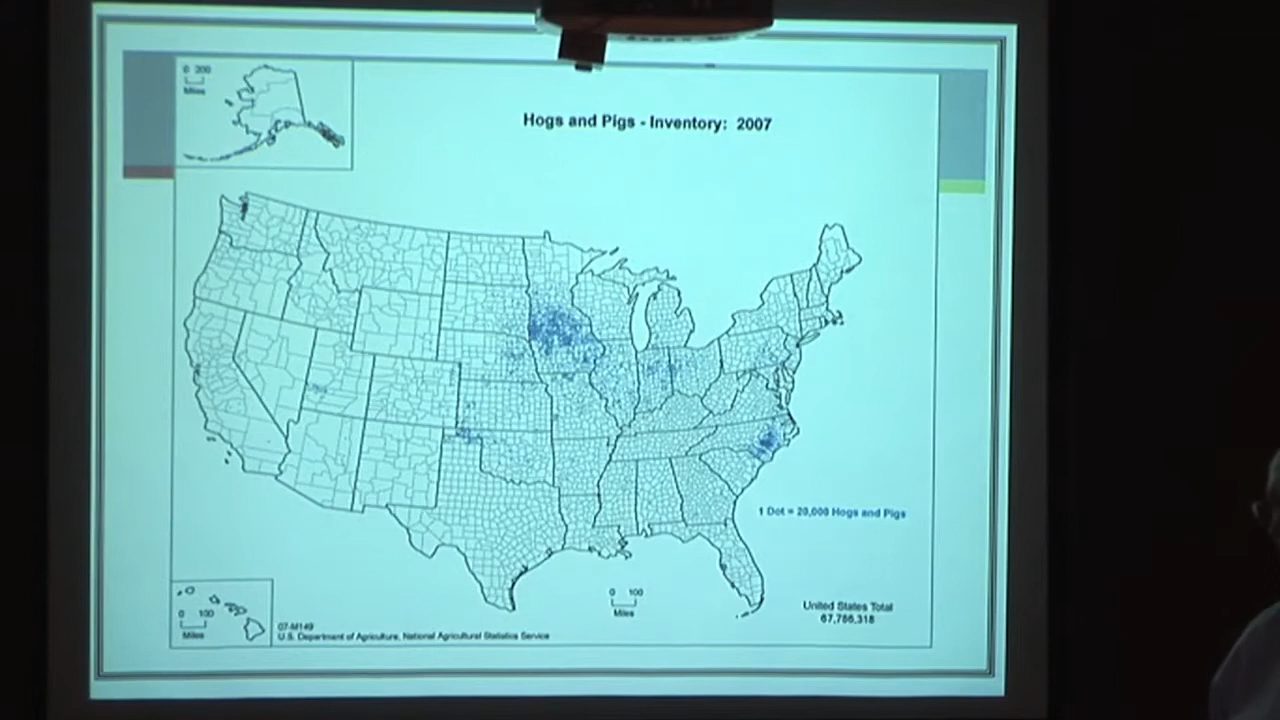 0 200
Miles
Hogs and Pigs - Inventory: 2007
1 Dot = 20,000 Hogs and Pigs
0 100
Miles
United States Total
67,786,318
0 100
Miles
07-M149
U.S. Department of Agriculture, National Agricultural Statistics Service